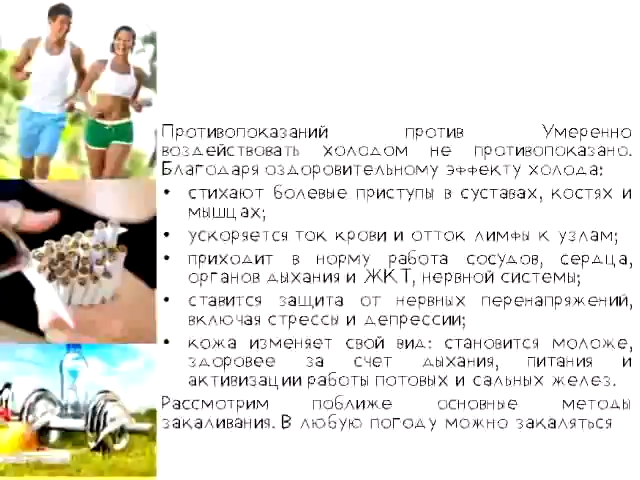 Противопоказаний против Умеренно
воздействовать холодом не противопоказано.
Благодаря оздоровительному эффекту холода:
• стихают болевые приступы в суставах, костях и
мышцах;
• ускоряется ток крови и отток лимфы к узлам;
• приходит в норму работа сосудов, сердца,
органов дыхания и ЖКТ, нервной системы;
• ставится защита от нервных перенапряжений,
включая стрессы и депрессии;
• кожа изменяет свой вид: становится моложе,
здоровее за счет дыхания, питания и
активизации работы потовых и сальных желез.
Рассмотрим поближе основные методы
закаливания. В любую погоду можно закаляться